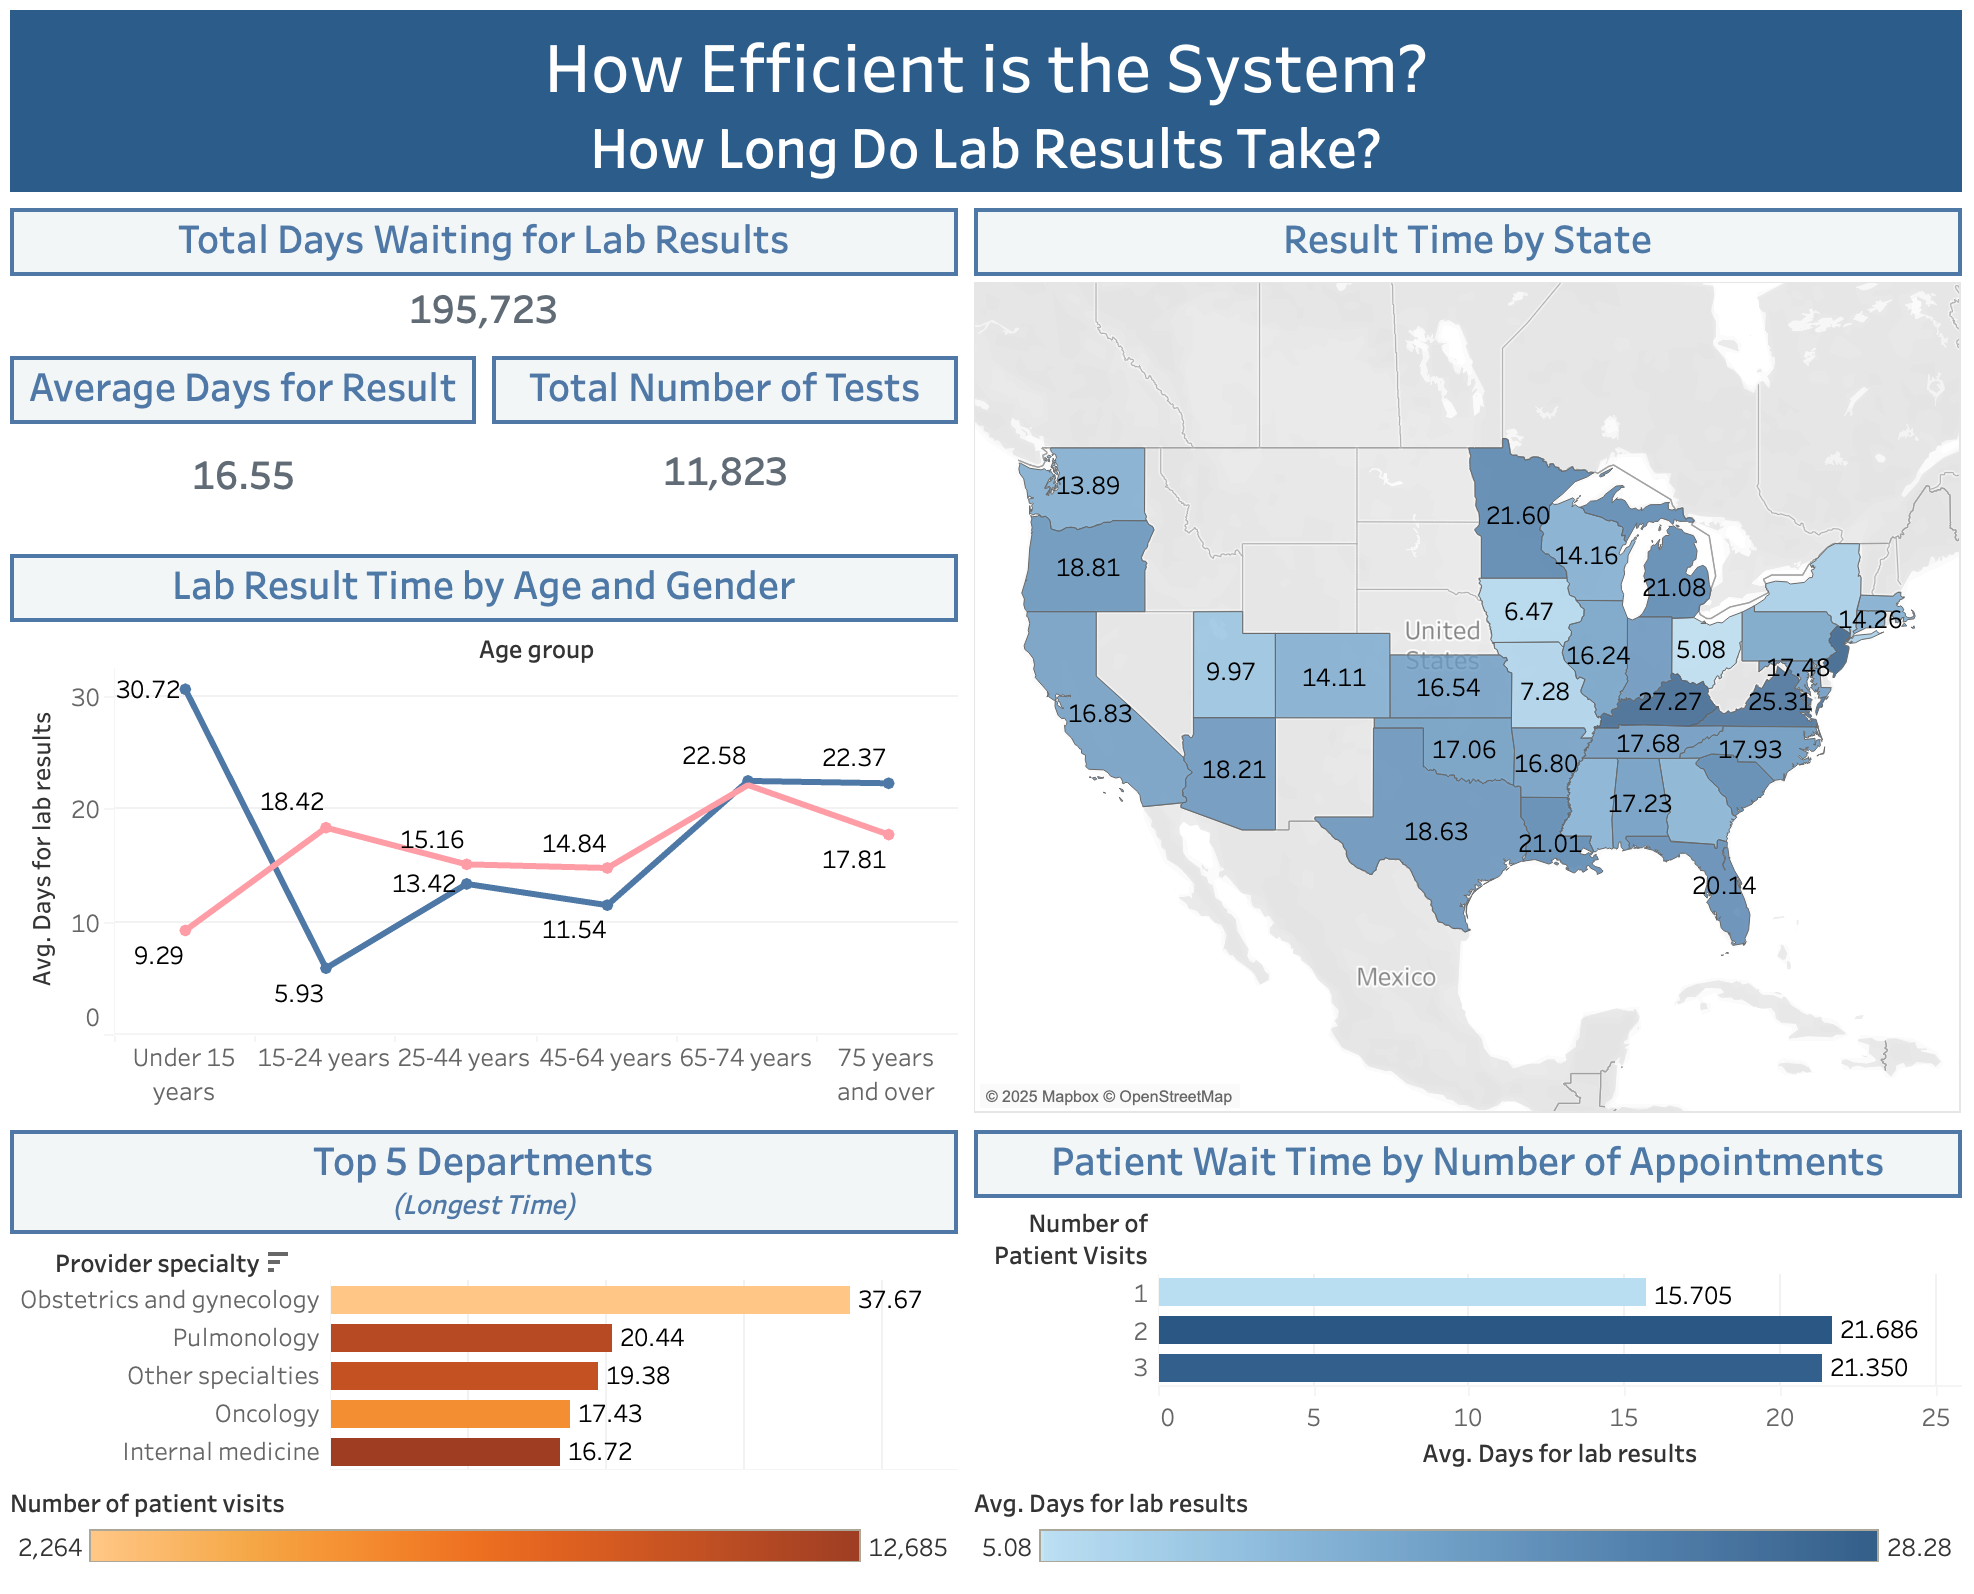 How Efficient is the System?
How Long Do Lab Results Take?
Total Days Waiting for Lab Results
195,723
Average Days for Result
16.55
Total Number of Tests
11,823
Lab Result Time by Age and Gender
Age group
Avg. Days for lab results
30
20
10
0
30.72
9.29
18.42
5.93
15.16
13.42
14.84
11.54
22.58
22.37
17.81
Under 15
years
15-24 years
25-44 years
45-64 years
65-74 years
75 years
and over
Result Time by State
13.89
18.81
16.83
9.97
18.21
14.11
United
States
16.54
17.06
18.63
21.60
6.47
7.28
16.80
21.01
14.16
16.24
21.08
5.08
27.27
17.68
17.23
14.26
17.48
25.31
17.93
20.14
Mexico
© 2025 Mapbox © OpenStreetMap
Top 5 Departments
(Longest Time)
Provider specialty
Obstetrics and gynecology 37.67
Pulmonology 20.44
Other specialties 19.38
Oncology 17.43
Internal medicine 16.72
Number of patient visits
2,264 12,685
Patient Wait Time by Number of Appointments
Number of
Patient Visits
1 15.705
2 21.686
3 21.350
0 5 10 15 20 25
Avg. Days for lab results
Avg. Days for lab results
5.08 28.28